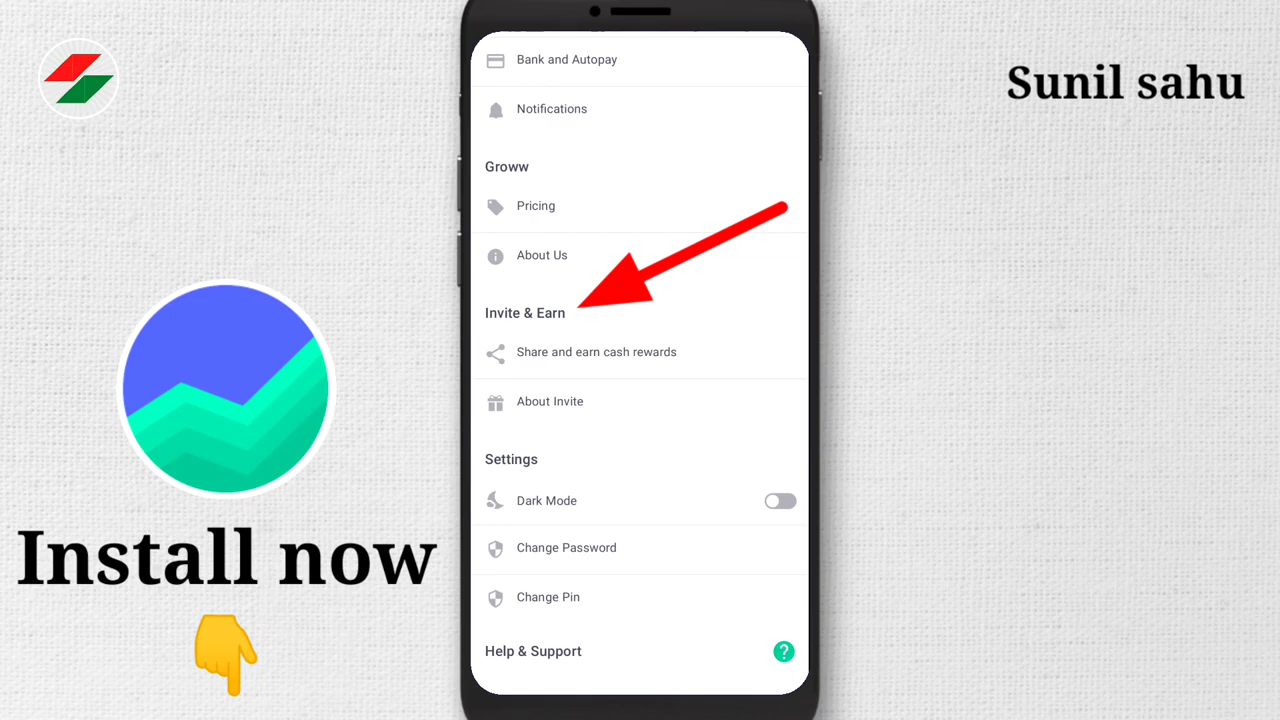 Sunil sahu
Bank and Autopay
Notifications
Groww
Pricing
About Us
Invite & Earn
Share and earn cash rewards
About Invite
Settings
Dark Mode
Change Password
Change Pin
Help & Support
?
Install now